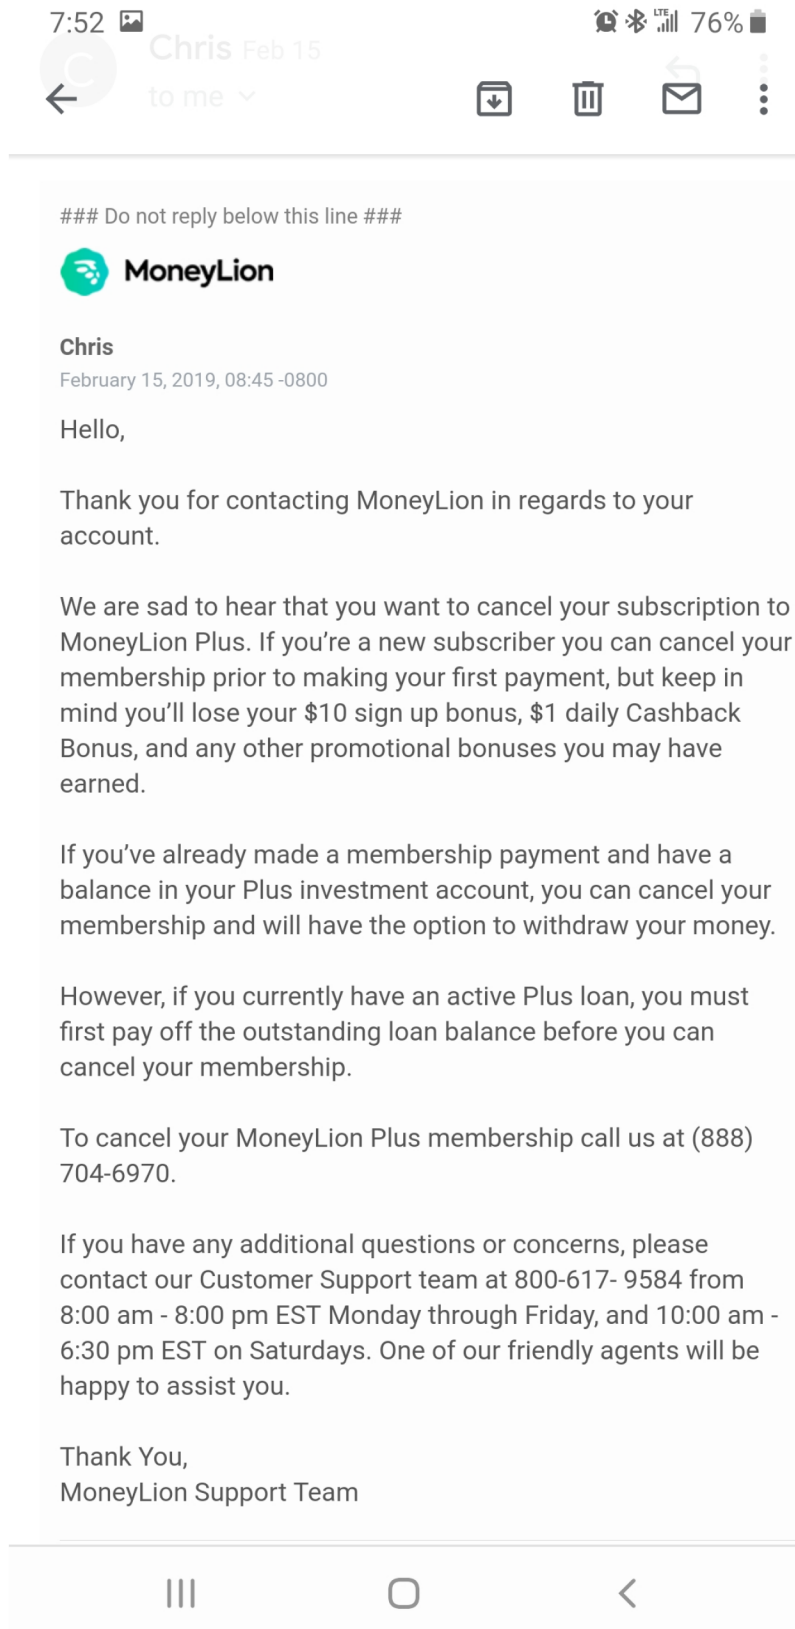 7:52 LTE 76%
C
Chris Feb 15
to me
### Do not reply below this line ###
MoneyLion
Chris
February 15, 2019, 08:45 -0800
Hello,
Thank you for contacting MoneyLion in regards to your
account.
We are sad to hear that you want to cancel your subscription to
MoneyLion Plus. If you’re a new subscriber you can cancel your
membership prior to making your first payment, but keep in
mind you’ll lose your $10 sign up bonus, $1 daily Cashback
Bonus, and any other promotional bonuses you may have
earned.
If you’ve already made a membership payment and have a
balance in your Plus investment account, you can cancel your
membership and will have the option to withdraw your money.
However, if you currently have an active Plus loan, you must
first pay off the outstanding loan balance before you can
cancel your membership.
To cancel your MoneyLion Plus membership call us at (888)
704-6970.
If you have any additional questions or concerns, please
contact our Customer Support team at 800-617- 9584 from
8:00 am - 8:00 pm EST Monday through Friday, and 10:00 am -
6:30 pm EST on Saturdays. One of our friendly agents will be
happy to assist you.
Thank You,
MoneyLion Support Team